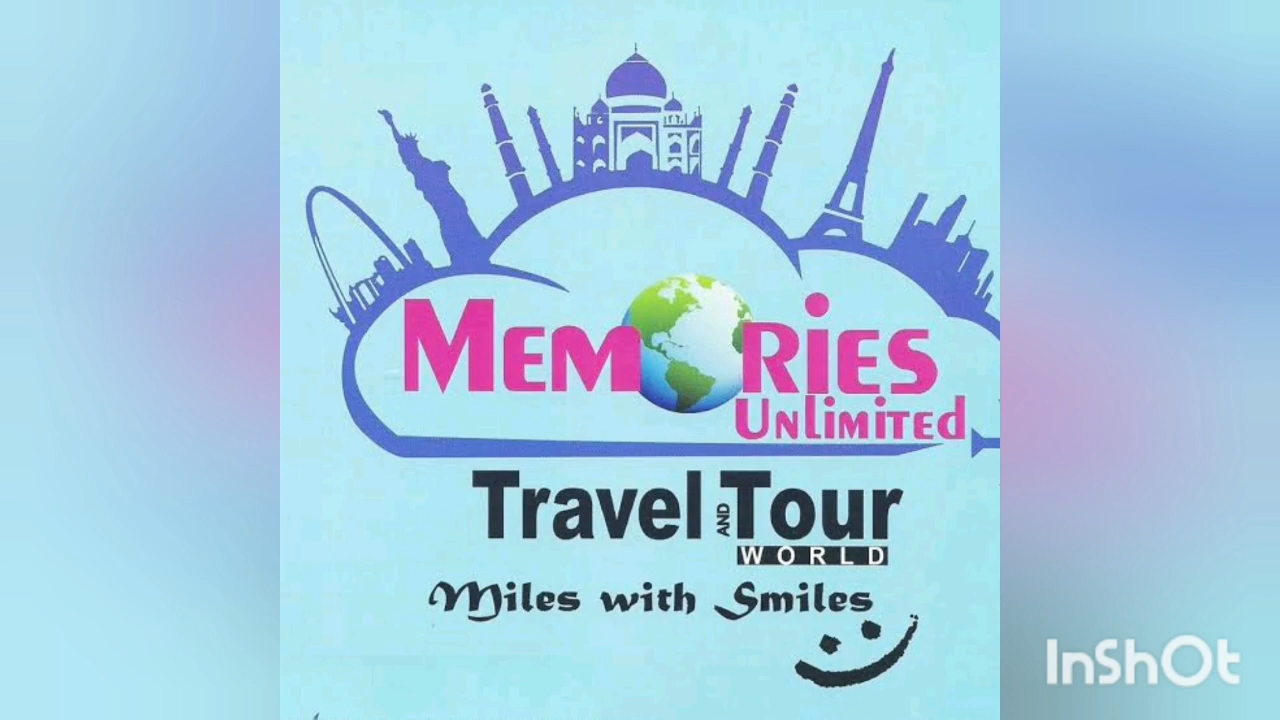 MEMORIES
UNLIMITED
Travel AND Tour
WORLD
Miles with Smiles
InShOt